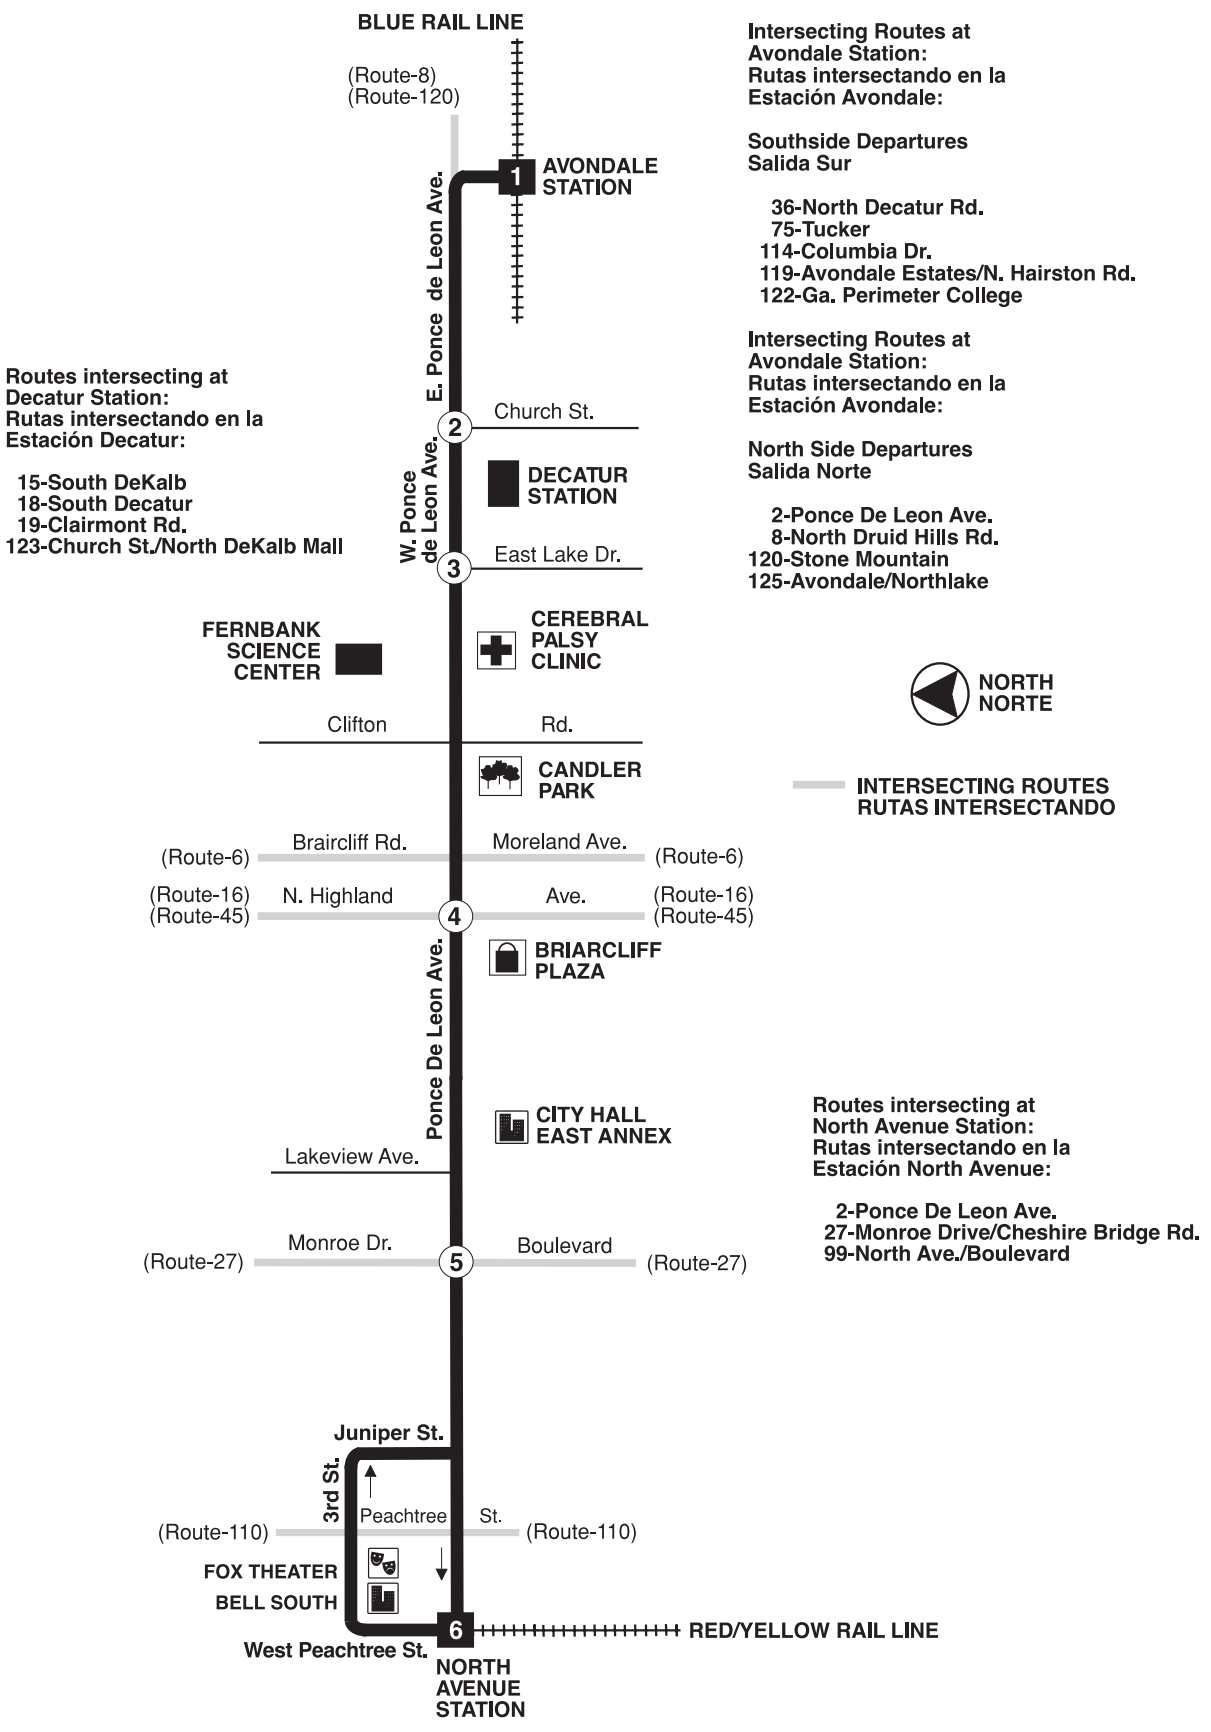 BLUE RAIL LINE
(Route-8)
(Route-120)
1
AVONDALE
STATION
E. Ponce de Leon Ave.
Intersecting Routes at
Avondale Station:
Rutas intersectando en la
Estación Avondale:
Southside Departures
Salida Sur
36-North Decatur Rd.
75-Tucker
114-Columbia Dr.
119-Avondale Estates/N. Hairston Rd.
122-Ga. Perimeter College
Intersecting Routes at
Avondale Station:
Rutas intersectando en la
Estación Avondale:
North Side Departures
Salida Norte
2-Ponce De Leon Ave.
8-North Druid Hills Rd.
120-Stone Mountain
125-Avondale/Northlake
Routes intersecting at
Decatur Station:
Rutas intersectando en la
Estación Decatur:
15-South DeKalb
18-South Decatur
19-Clairmont Rd.
123-Church St./North DeKalb Mall
2
Church St.
W. Ponce
de Leon Ave.
DECATUR
STATION
3
East Lake Dr.
FERNBANK
SCIENCE
CENTER
CEREBRAL
PALSY
CLINIC
NORTH
NORTE
Clifton Rd.
CANDLER
PARK
INTERSECTING ROUTES
RUTAS INTERSECTANDO
Braircliff Rd.
Moreland Ave.
(Route-6)
(Route-6)
(Route-16)
(Route-45)
N. Highland
4
Ave.
(Route-16)
(Route-45)
BRIARCLIFF
PLAZA
Ponce De Leon Ave.
CITY HALL
EAST ANNEX
Lakeview Ave.
Routes intersecting at
North Avenue Station:
Rutas intersectando en la
Estación North Avenue:
2-Ponce De Leon Ave.
27-Monroe Drive/Cheshire Bridge Rd.
99-North Ave./Boulevard
Monroe Dr.
Boulevard
(Route-27)
5
(Route-27)
Juniper St.
3rd St.
Peachtree St.
(Route-110)
(Route-110)
FOX THEATER
BELL SOUTH
West Peachtree St.
6
RED/YELLOW RAIL LINE
NORTH
AVENUE
STATION